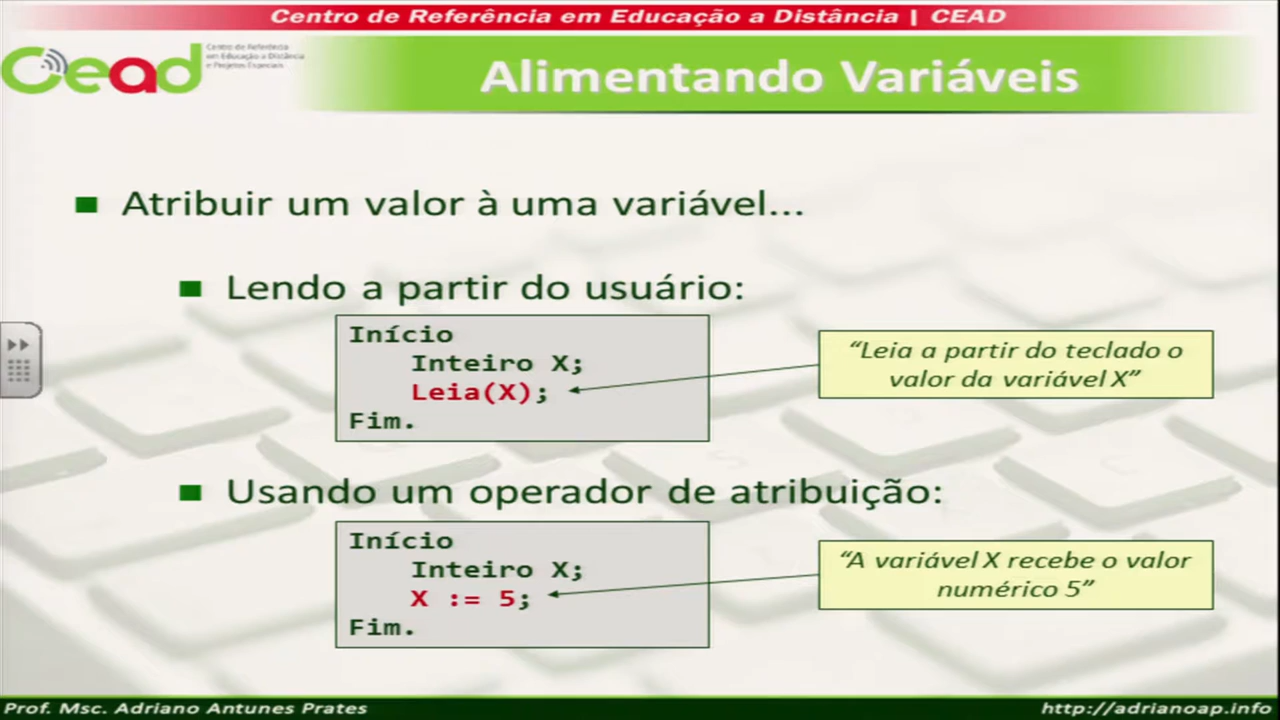 Centro de Referência em Educação a Distância | CEAD
Cead
Centro de Referência
em Educação a Distância
e Projetos Especiais
Alimentando Variáveis
Atribuir um valor à uma variável...
Lendo a partir do usuário:
Início
Inteiro X;
Leia(X);
Fim.
“Leia a partir do teclado o
valor da variável X”
Usando um operador de atribuição:
Início
Inteiro X;
X := 5;
Fim.
“A variável X recebe o valor
numérico 5”
Prof. Msc. Adriano Antunes Prates
http://adrianoap.info